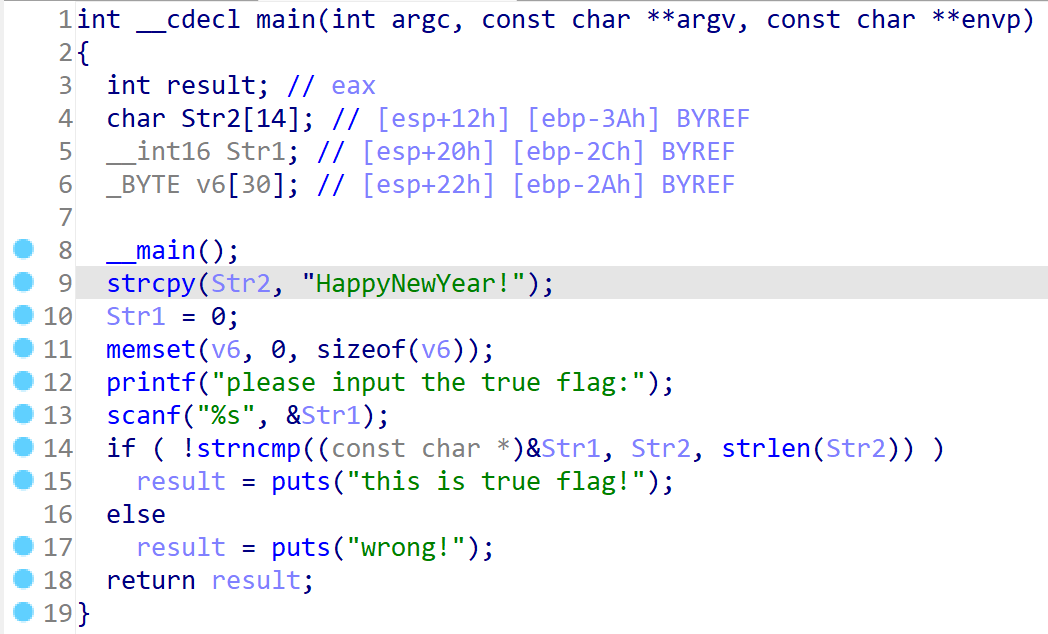 1 int __cdecl main(int argc, const char **argv, const char **envp)
2 {
3   int result; // eax
4   char Str2[14]; // [esp+12h] [ebp-3Ah] BYREF
5   __int16 Str1; // [esp+20h] [ebp-2Ch] BYREF
6   _BYTE v6[30]; // [esp+22h] [ebp-2Ah] BYREF
7
8   __main();
9   strcpy(Str2, "HappyNewYear!");
10   Str1 = 0;
11   memset(v6, 0, sizeof(v6));
12   printf("please input the true flag:");
13   scanf("%s", &Str1);
14   if ( !strncmp((const char *)&Str1, Str2, strlen(Str2)) )
15     result = puts("this is true flag!");
16   else
17     result = puts("wrong!");
18   return result;
19 }